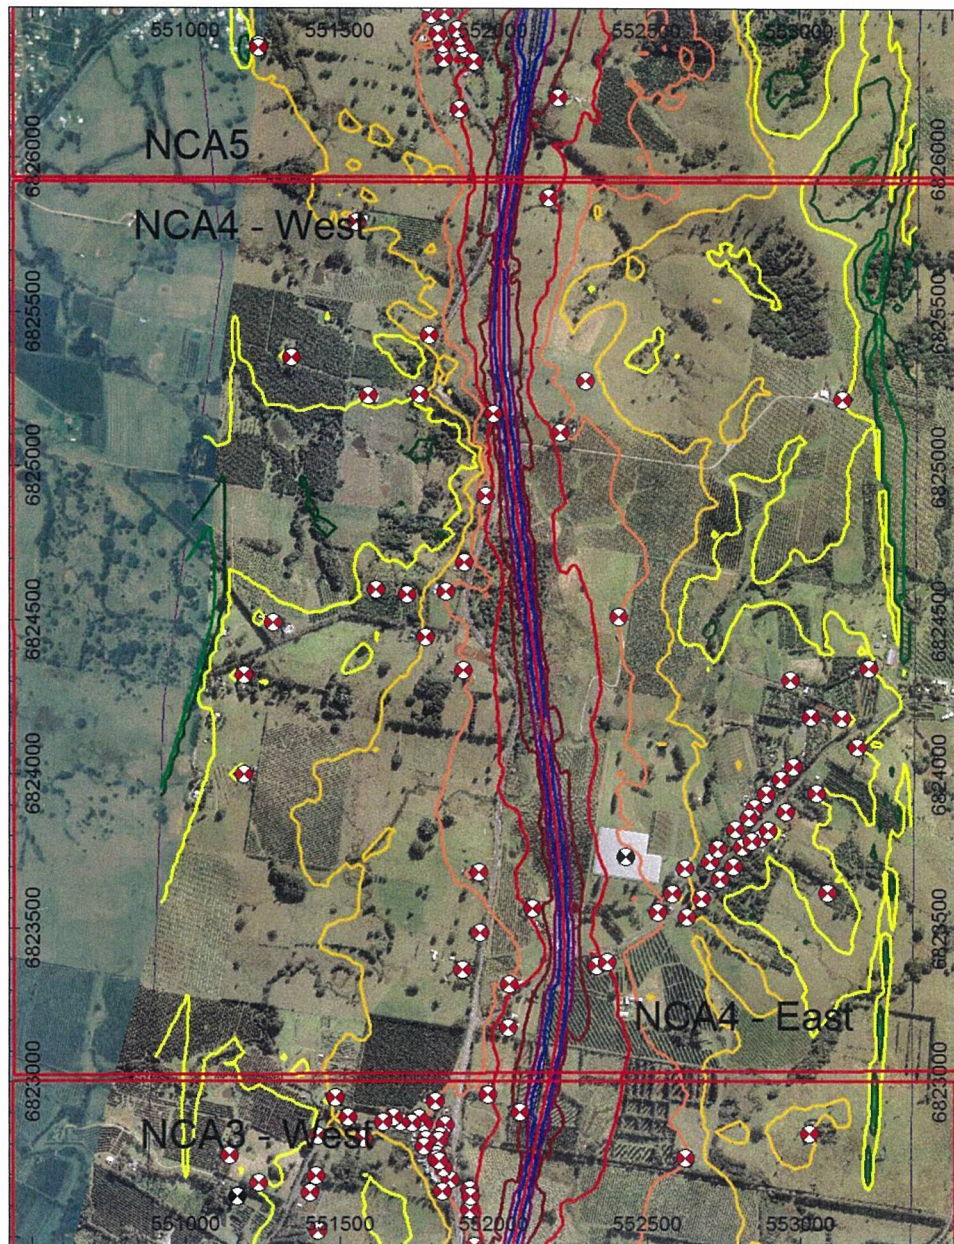 551000 551500 552000 552500 553000
NCA5
6826000 6826000
NCA4 - West
6825500 6825500
6825000 6825000
6824500 6824500
6824000 6824000
6823500 6823500
NCA4 - East
6823000 6823000
NCA3 - West
551000 551500 552000 552500 553000